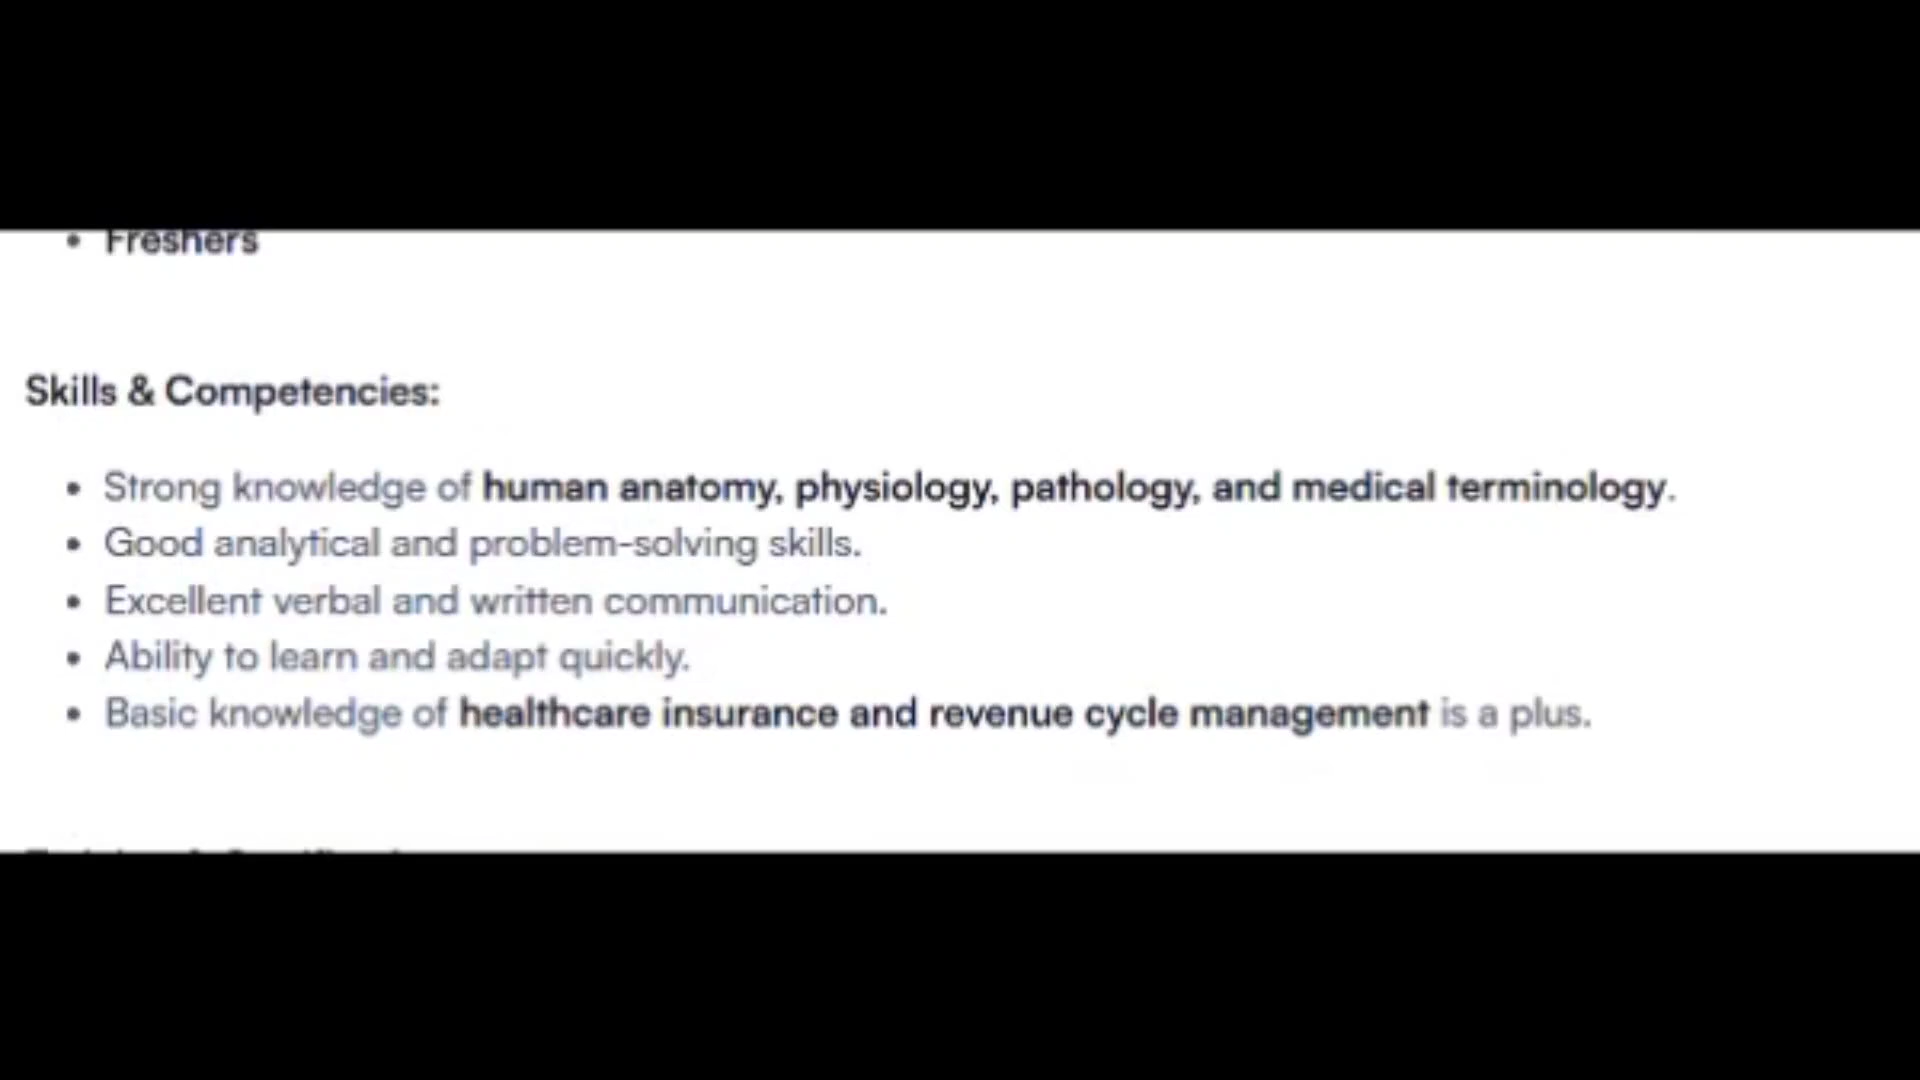 • Freshers
Skills & Competencies:
• Strong knowledge of human anatomy, physiology, pathology, and medical terminology.
• Good analytical and problem-solving skills.
• Excellent verbal and written communication.
• Ability to learn and adapt quickly.
• Basic knowledge of healthcare insurance and revenue cycle management is a plus.